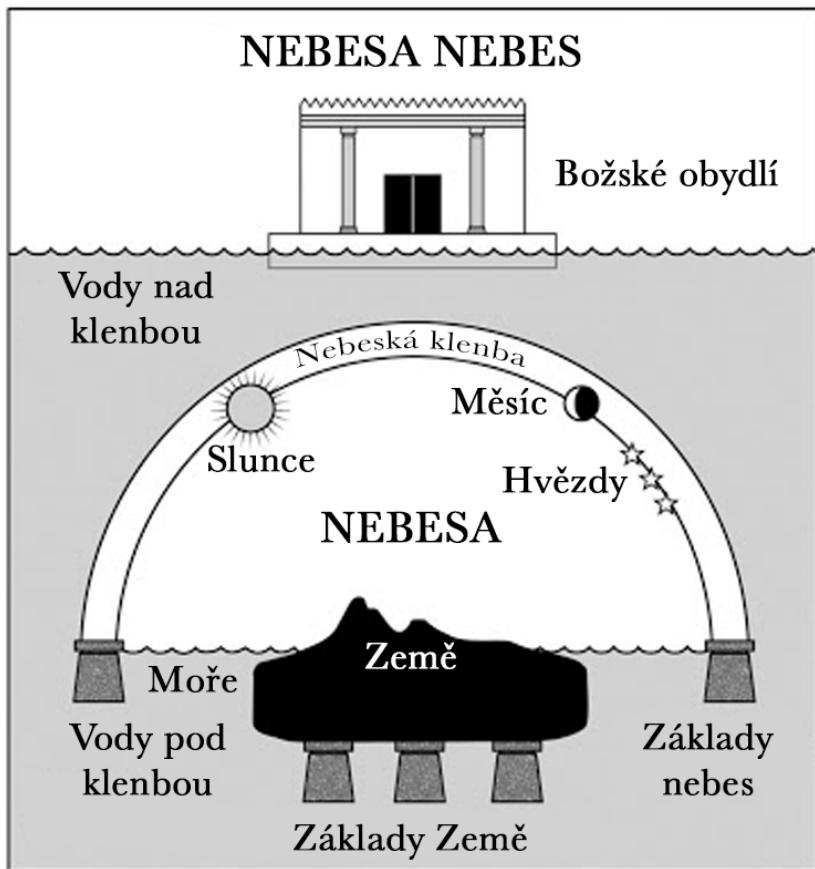 NEBESA NEBES
Božské obydlí
Vody nad
klenbou
Nebeská klenba
Měsíc
Slunce
Hvězdy
NEBESA
Země
Moře
Vody pod
klenbou
Základy
nebes
Základy Země